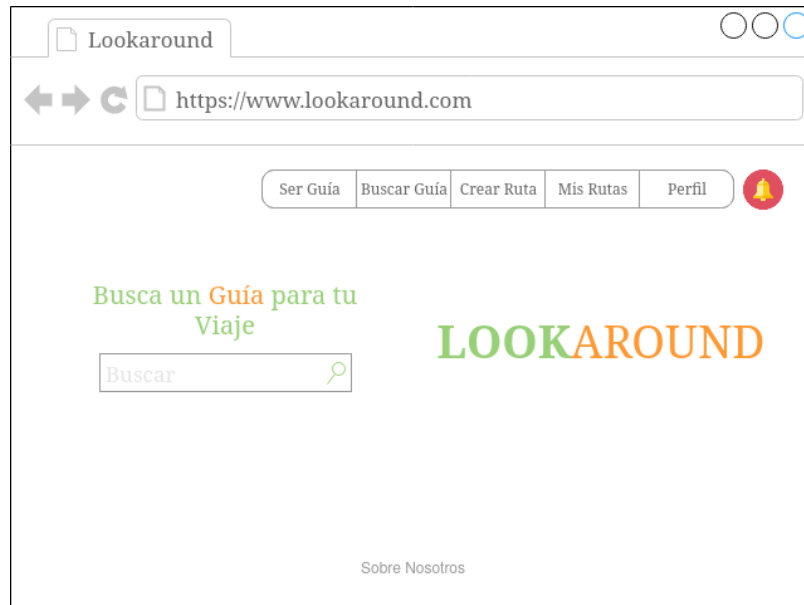 Lookaround
https://www.lookaround.com
Ser Guía Buscar Guía Crear Ruta Mis Rutas Perfil
Busca un Guía para tu
Viaje
Buscar
LOOKAROUND
Sobre Nosotros